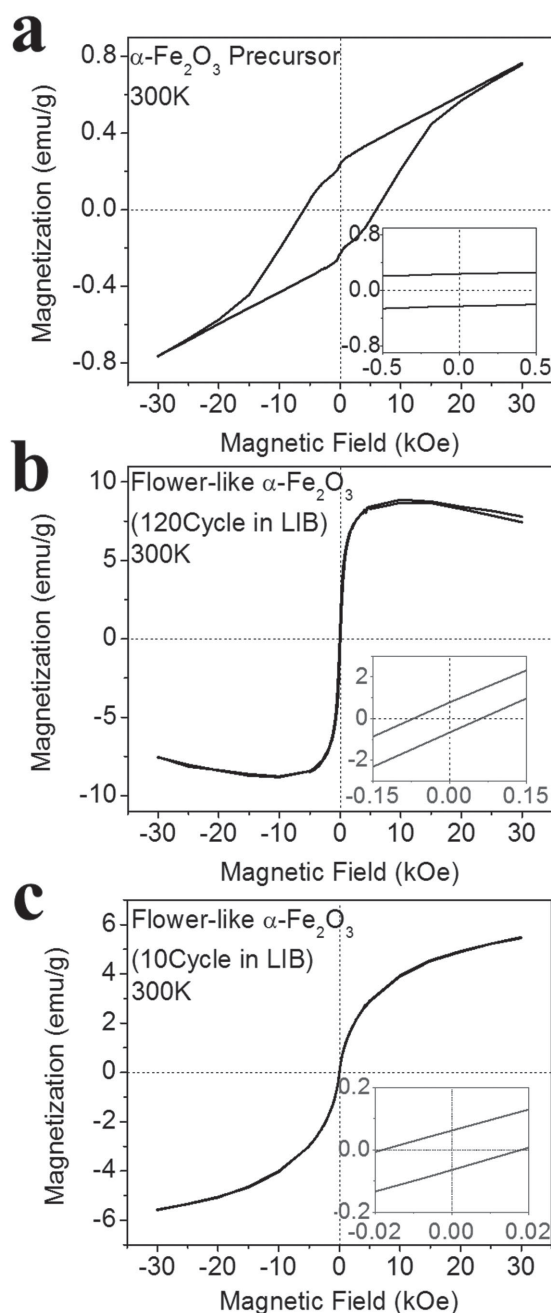 a
α-Fe2O3 Precursor
300K
Magnetization (emu/g)
0.8
0.4
0.0
-0.4
-0.8
0.8
0.0
-0.8
-0.5 0.0 0.5
-30 -20 -10 0 10 20 30
Magnetic Field (kOe)
b
Flower-like α-Fe2O3
(120Cycle in LIB)
300K
Magnetization (emu/g)
10
5
0
-5
-10
2
0
-2
-0.15 0.00 0.15
-30 -20 -10 0 10 20 30
Magnetic Field (kOe)
c
Flower-like α-Fe2O3
(10Cycle in LIB)
300K
Magnetization (emu/g)
6
4
2
0
-2
-4
-6
0.2
0.0
-0.2
-0.02 0.00 0.02
-30 -20 -10 0 10 20 30
Magnetic Field (kOe)